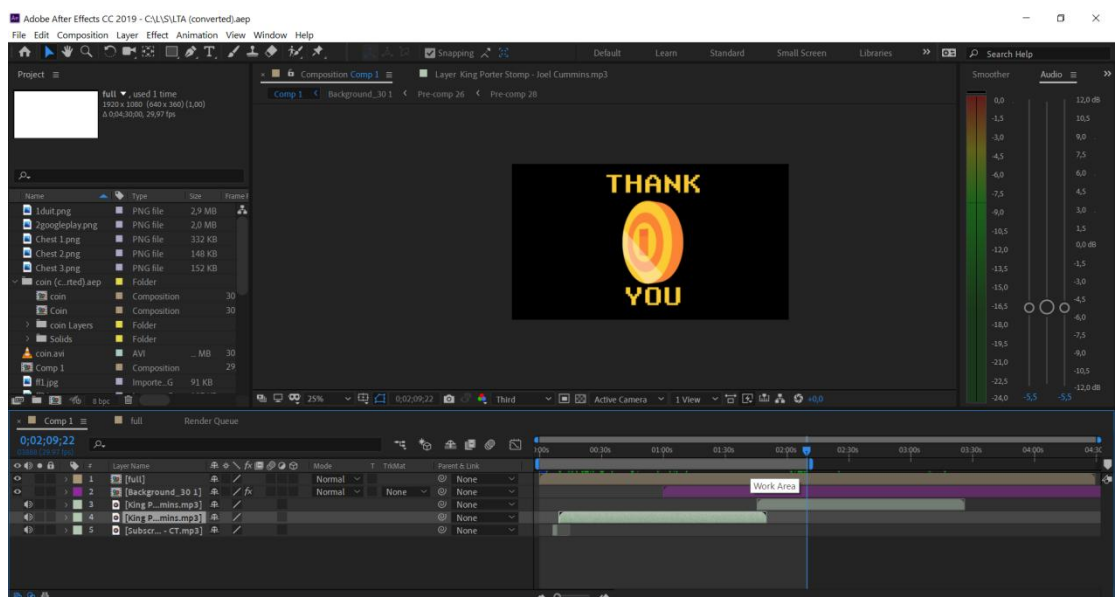 Adobe After Effects CC 2019 - C:\L\S\LTA (converted).aep
File Edit Composition Layer Effect Animation View Window Help
Snapping Default Learn Standard Small Screen Libraries Search Help
Project
full ▼, used 1 time
1920 x 1080 (640 x 360) (1,00)
Δ 0;04;30;00, 29,97 fps
Name Type Size Frame
1duit.png PNG file 2,9 MB
2googleplay.png PNG file 2,0 MB
Chest 1.png PNG file 332 KB
Chest 2.png PNG file 148 KB
Chest 3.png PNG file 152 KB
coin (c...rted).aep Folder
coin Composition 30
Coin Composition 30
coin Layers Folder
Solids Folder
coin.avi AVI ... MB 30
Comp 1 Composition 29
ff1.jpg Importe...G 91 KB
8 bpc
Composition Comp 1 Layer King Porter Stomp - Joel Cummins.mp3
Comp 1 Background_30 1 Pre-comp 26 Pre-comp 28
THANK
YOU
25% 0;02;09;22 Third Active Camera 1 View +0,0
Smoother Audio
0,0 12,0 dB
-1,5 10,5
-3,0 9,0
-4,5 7,5
-6,0 6,0
-7,5 4,5
-9,0 3,0
-10,5 1,5
-12,0 0,0 dB
-13,5 -1,5
-15,0 -3,0
-16,5 -4,5
-18,0 -6,0
-19,5 -7,5
-21,0 -9,0
-22,5 -10,5
-24,0 -5,5 -5,5 -12,0 dB
Comp 1 full Render Queue
0;02;09;22
# Layer Name Mode T TrkMat Parent & Link
00:30s 01:00s 01:30s 02:00s 02:30s 03:00s 03:30s 04:00s
1 [full] Normal None
2 [Background_30 1] Normal None None
3 [King P...mins.mp3] None
4 [King P...mins.mp3] None
5 [Subscr... - CT.mp3] None
Work Area